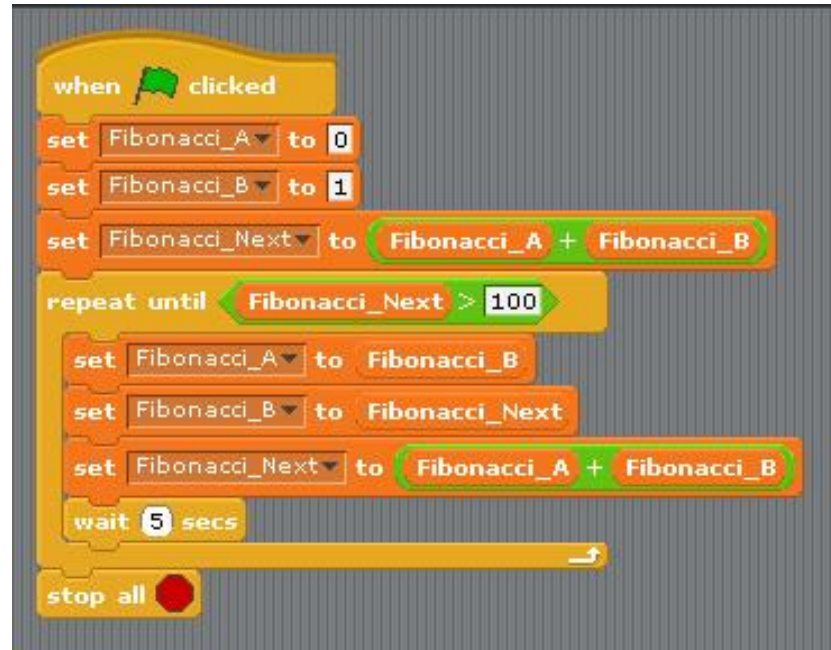 when clicked
set Fibonacci_A to 0
set Fibonacci_B to 1
set Fibonacci_Next to Fibonacci_A + Fibonacci_B
repeat until Fibonacci_Next > 100
set Fibonacci_A to Fibonacci_B
set Fibonacci_B to Fibonacci_Next
set Fibonacci_Next to Fibonacci_A + Fibonacci_B
wait 5 secs
stop all